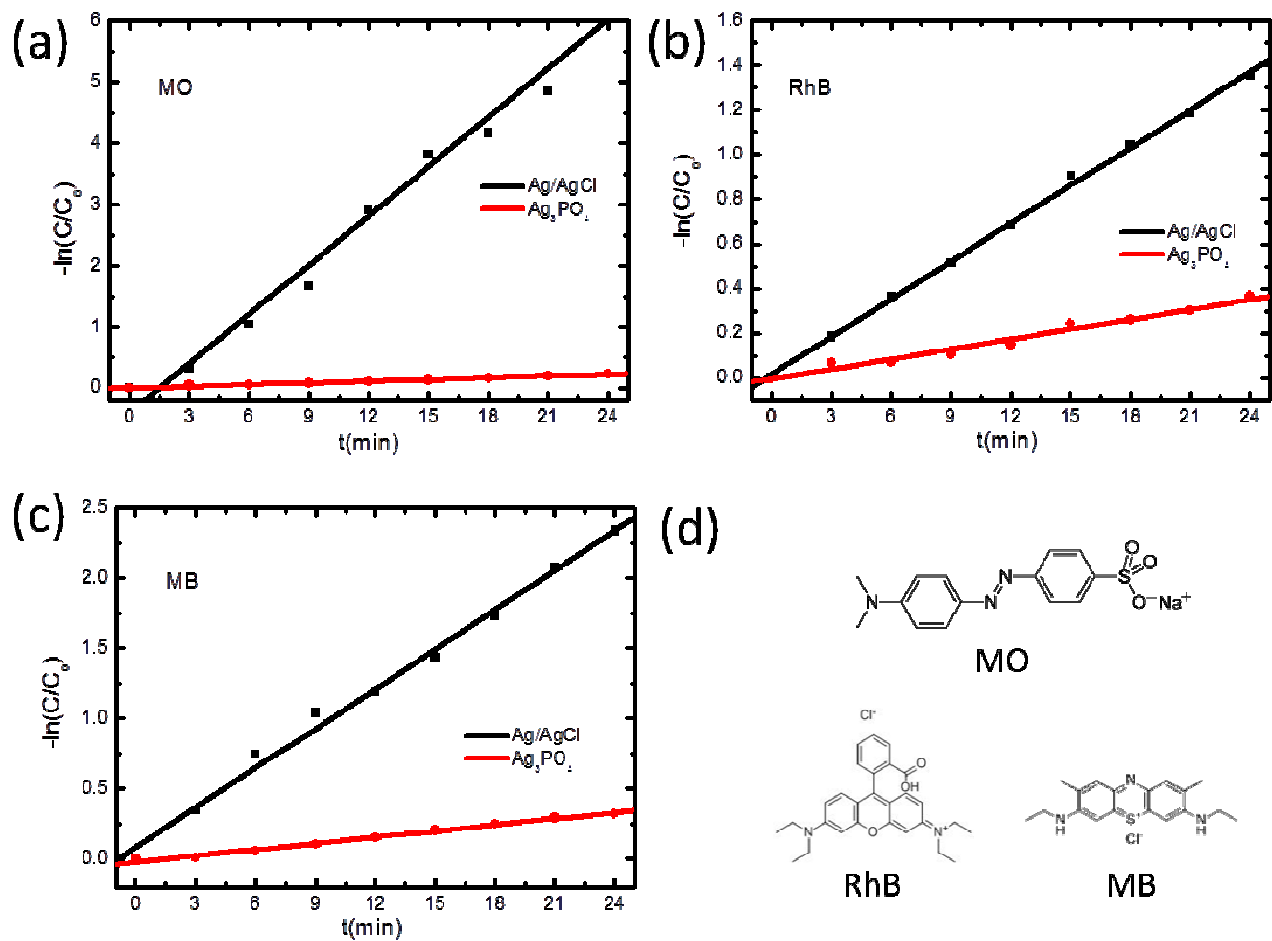 (a)
MO
-ln(C/C₀)
6
5
4
3
2
1
0
Ag/AgCl
Ag₃PO₄
0 3 6 9 12 15 18 21 24
t(min)
(b)
RhB
-ln(C/C₀)
1.6
1.4
1.2
1.0
0.8
0.6
0.4
0.2
0.0
Ag/AgCl
Ag₃PO₄
0 3 6 9 12 15 18 21 24
t(min)
(c)
MB
-ln(C/C₀)
2.5
2.0
1.5
1.0
0.5
0.0
Ag/AgCl
Ag₃PO₄
0 3 6 9 12 15 18 21 24
t(min)
(d)
N N N S O O O⁻Na⁺
MO
Cl⁺
O
OH
N O N⁺
RhB
N
NH S⁺ NH
Cl⁻
MB